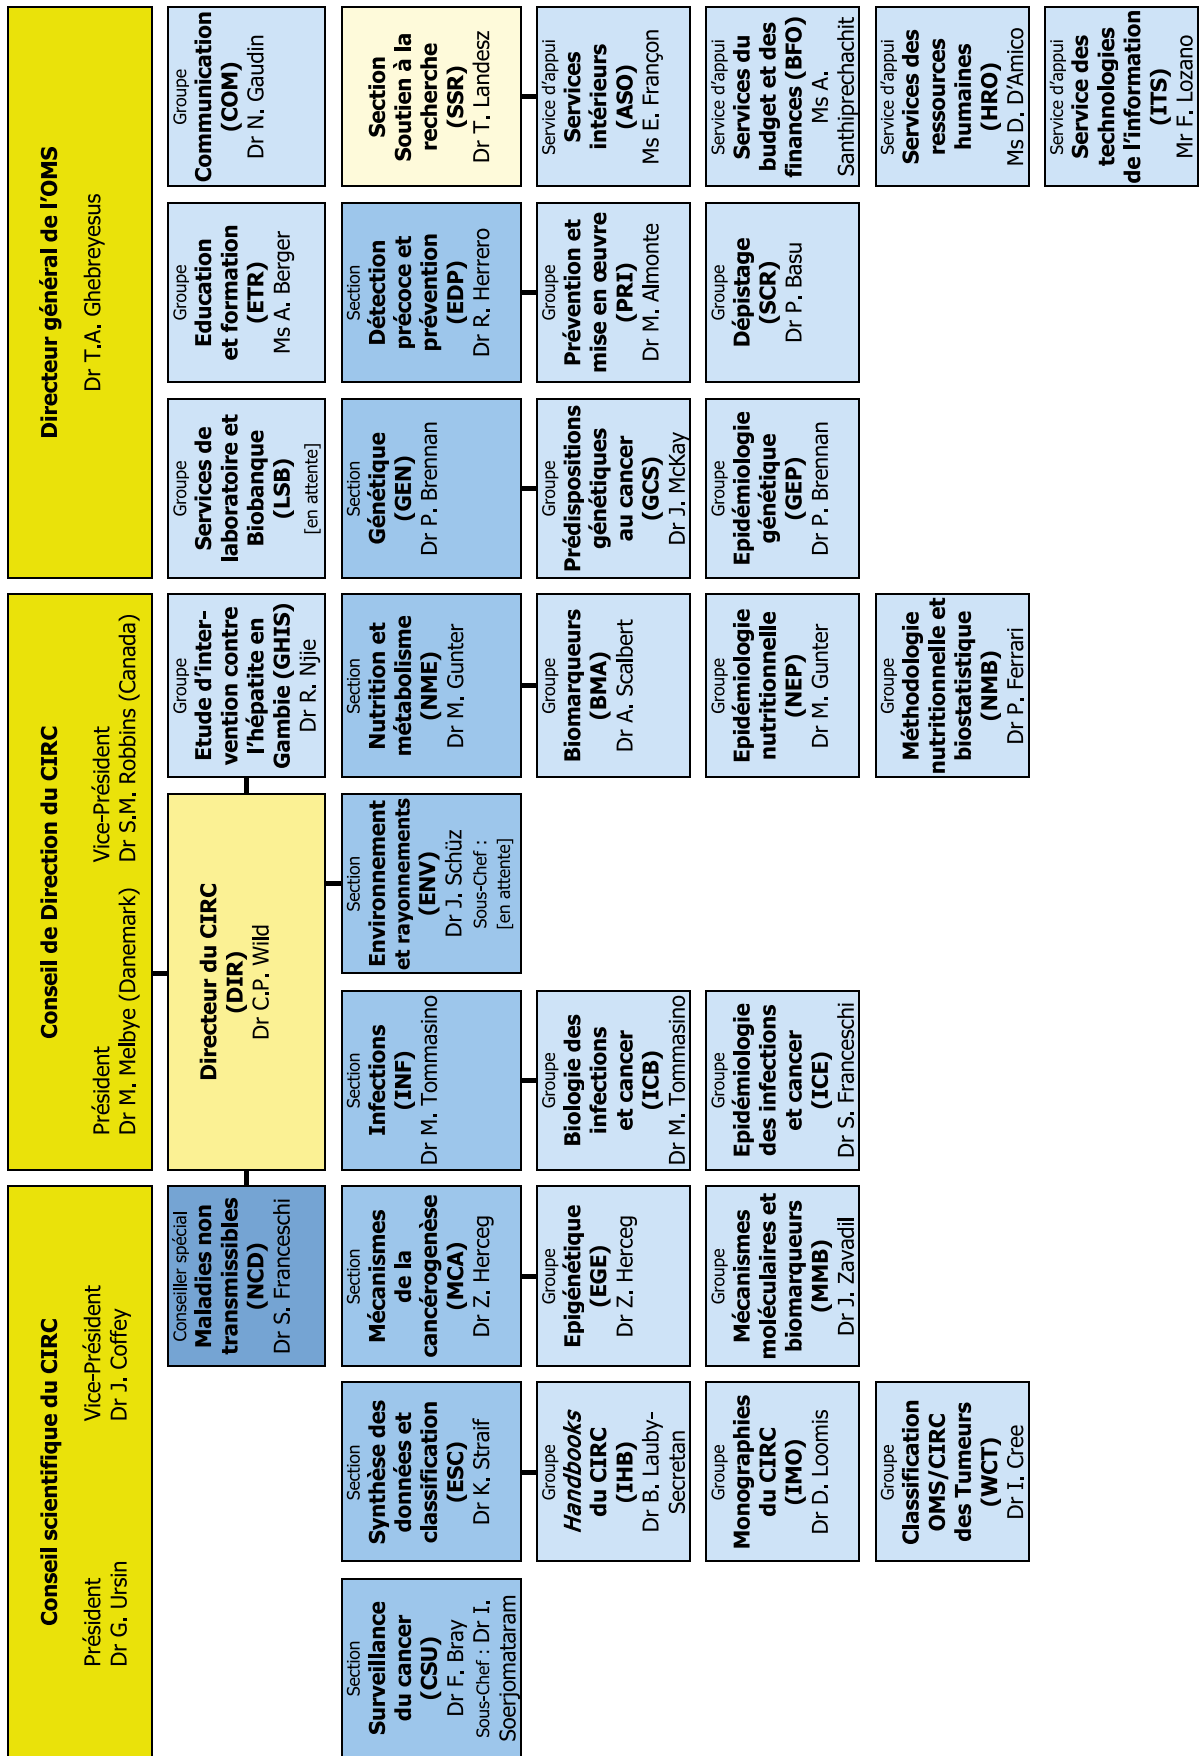 Conseil scientifique du CIRC
Président
Dr G. Ursin
Vice-Président
Dr J. Coffey
Conseil de Direction du CIRC
Président
Dr M. Melbye (Danemark)
Vice-Président
Dr S.M. Robbins (Canada)
Directeur général de l’OMS
Dr T.A. Ghebreyesus
Conseiller spécial
Maladies non
transmissibles
(NCD)
Dr S. Franceschi
Directeur du CIRC
(DIR)
Dr C.P. Wild
Groupe
Etude d’inter-
vention contre
l’hépatite en
Gambie (GHIS)
Dr R. Njie
Groupe
Services de
laboratoire et
Biobanque
(LSB)
[en attente]
Groupe
Education
et formation
(ETR)
Ms A. Berger
Groupe
Communication
(COM)
Dr N. Gaudin
Section
Surveillance
du cancer
(CSU)
Dr F. Bray
Sous-Chef : Dr I.
Soerjomataram
Section
Synthèse des
données et
classification
(ESC)
Dr K. Straif
Section
Mécanismes
de la
cancérogenèse
(MCA)
Dr Z. Herceg
Section
Infections
(INF)
Dr M. Tommasino
Section
Environnement
et rayonnements
(ENV)
Dr J. Schüz
Sous-Chef :
[en attente]
Section
Nutrition et
métabolisme
(NME)
Dr M. Gunter
Section
Génétique
(GEN)
Dr P. Brennan
Section
Détection
précoce et
prévention
(EDP)
Dr R. Herrero
Section
Soutien à la
recherche
(SSR)
Dr T. Landesz
Groupe
Handbooks
du CIRC
(IHB)
Dr B. Lauby-
Secretan
Groupe
Epigénétique
(EGE)
Dr Z. Herceg
Groupe
Biologie des
infections
et cancer
(ICB)
Dr M. Tommasino
Groupe
Biomarqueurs
(BMA)
Dr A. Scalbert
Groupe
Prédispositions
génétiques
au cancer
(GCS)
Dr J. McKay
Groupe
Prévention et
mise en œuvre
(PRI)
Dr M. Almonte
Service d’appui
Services
intérieurs
(ASO)
Ms E. Françon
Groupe
Monographies
du CIRC
(IMO)
Dr D. Loomis
Groupe
Mécanismes
moléculaires et
biomarqueurs
(MMB)
Dr J. Zavadil
Groupe
Epidémiologie
des infections
et cancer
(ICE)
Dr S. Franceschi
Groupe
Epidémiologie
nutritionnelle
(NEP)
Dr M. Gunter
Groupe
Epidémiologie
génétique
(GEP)
Dr P. Brennan
Groupe
Dépistage
(SCR)
Dr P. Basu
Service d’appui
Services du
budget et des
finances (BFO)
Ms A.
Santhiprechachit
Groupe
Classification
OMS/CIRC
des Tumeurs
(WCT)
Dr I. Cree
Groupe
Méthodologie
nutritionnelle et
biostatistique
(NMB)
Dr P. Ferrari
Service d’appui
Services des
ressources
humaines
(HRO)
Ms D. D’Amico
Service d’appui
Service des
technologies
de l’information
(ITS)
Mr F. Lozano